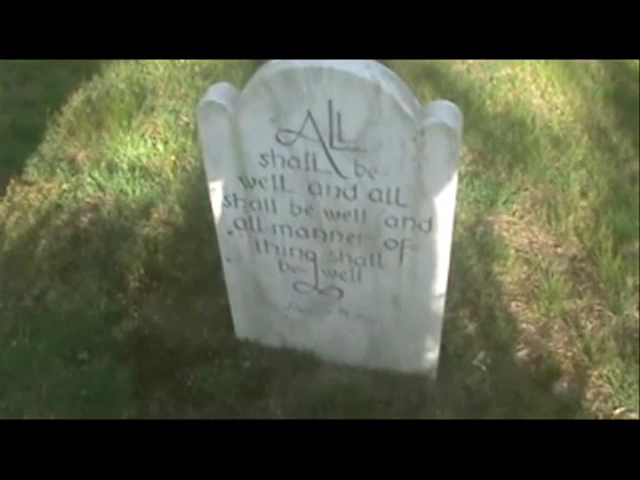 All
shall be
well and all
shall be well and
all manner of
thing shall
be well